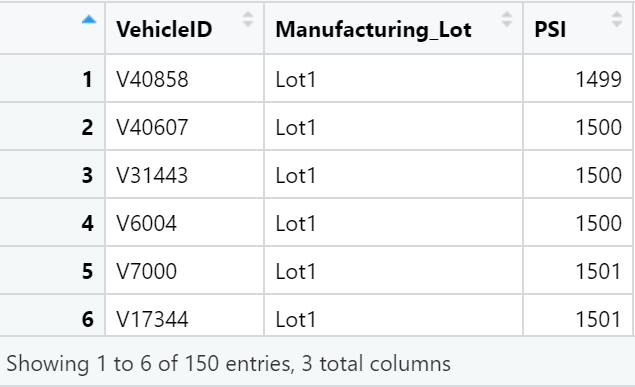 VehicleID Manufacturing_Lot PSI
1 V40858 Lot1 1499
2 V40607 Lot1 1500
3 V31443 Lot1 1500
4 V6004 Lot1 1500
5 V7000 Lot1 1501
6 V17344 Lot1 1501
Showing 1 to 6 of 150 entries, 3 total columns